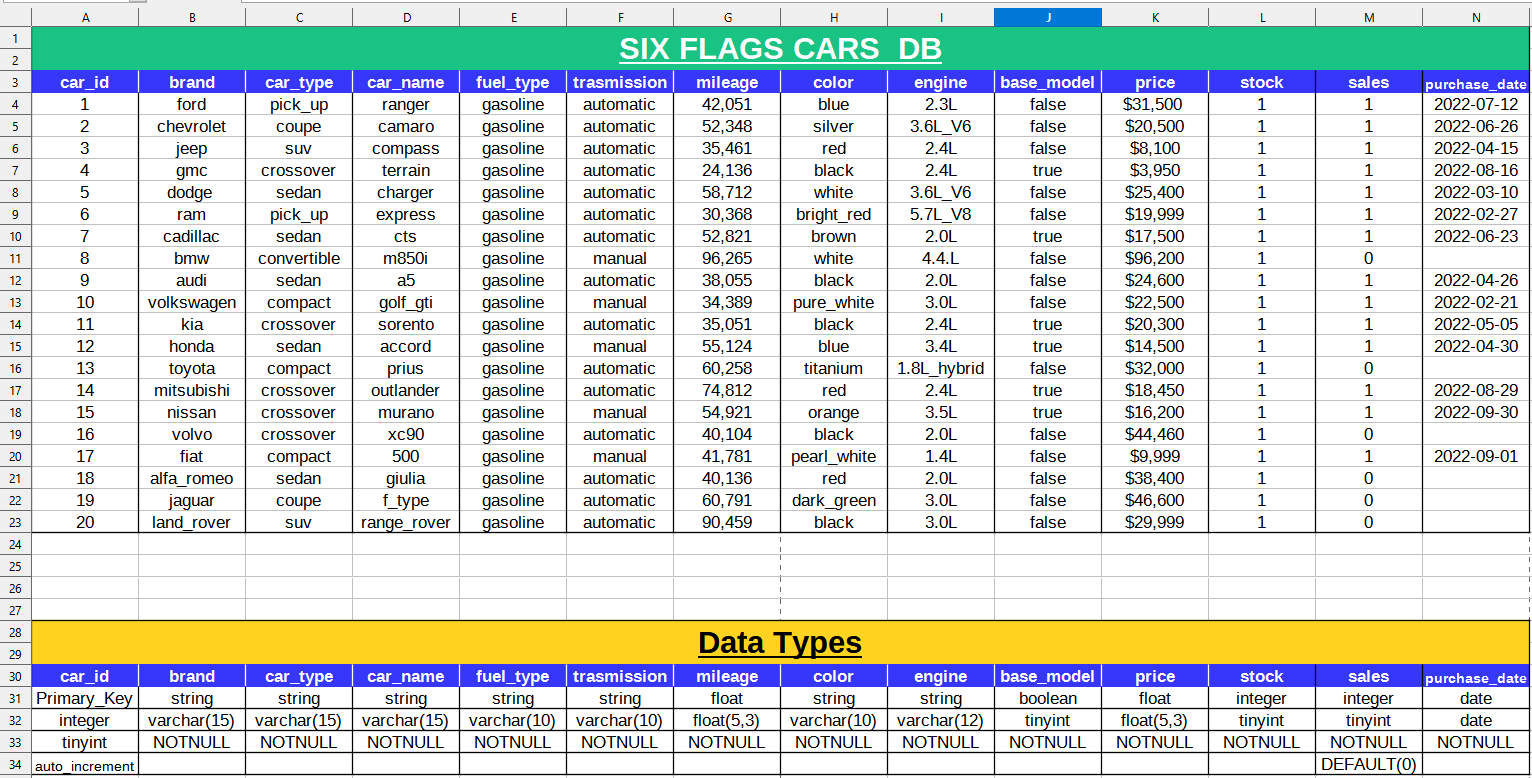 A B C D E F G H I J K L M N
1
2 SIX FLAGS CARS DB
3 car_id brand car_type car_name fuel_type trasmission mileage color engine base_model price stock sales purchase_date
4 1 ford pick_up ranger gasoline automatic 42,051 blue 2.3L false $31,500 1 1 2022-07-12
5 2 chevrolet coupe camaro gasoline automatic 52,348 silver 3.6L_V6 false $20,500 1 1 2022-06-26
6 3 jeep suv compass gasoline automatic 35,461 red 2.4L false $8,100 1 1 2022-04-15
7 4 gmc crossover terrain gasoline automatic 24,136 black 2.4L true $3,950 1 1 2022-08-16
8 5 dodge sedan charger gasoline automatic 58,712 white 3.6L_V6 false $25,400 1 1 2022-03-10
9 6 ram pick_up express gasoline automatic 30,368 bright_red 5.7L_V8 false $19,999 1 1 2022-02-27
10 7 cadillac sedan cts gasoline automatic 52,821 brown 2.0L true $17,500 1 1 2022-06-23
11 8 bmw convertible m850i gasoline manual 96,265 white 4.4.L false $96,200 1 0
12 9 audi sedan a5 gasoline automatic 38,055 black 2.0L false $24,600 1 1 2022-04-26
13 10 volkswagen compact golf_gti gasoline manual 34,389 pure_white 3.0L false $22,500 1 1 2022-02-21
14 11 kia crossover sorento gasoline automatic 35,051 black 2.4L true $20,300 1 1 2022-05-05
15 12 honda sedan accord gasoline manual 55,124 blue 3.4L true $14,500 1 1 2022-04-30
16 13 toyota compact prius gasoline automatic 60,258 titanium 1.8L_hybrid false $32,000 1 0
17 14 mitsubishi crossover outlander gasoline automatic 74,812 red 2.4L true $18,450 1 1 2022-08-29
18 15 nissan crossover murano gasoline manual 54,921 orange 3.5L true $16,200 1 1 2022-09-30
19 16 volvo crossover xc90 gasoline automatic 40,104 black 2.0L false $44,460 1 0
20 17 fiat compact 500 gasoline manual 41,781 pearl_white 1.4L false $9,999 1 1 2022-09-01
21 18 alfa_romeo sedan giulia gasoline automatic 40,136 red 2.0L false $38,400 1 0
22 19 jaguar coupe f_type gasoline automatic 60,791 dark_green 3.0L false $46,600 1 0
23 20 land_rover suv range_rover gasoline automatic 90,459 black 3.0L false $29,999 1 0
24
25
26
27
28
29 Data Types
30 car_id brand car_type car_name fuel_type trasmission mileage color engine base_model price stock sales purchase_date
31 Primary_Key string string string string string float string string boolean float integer integer date
32 integer varchar(15) varchar(15) varchar(15) varchar(10) varchar(10) float(5,3) varchar(10) varchar(12) tinyint float(5,3) tinyint tinyint date
33 tinyint NOTNULL NOTNULL NOTNULL NOTNULL NOTNULL NOTNULL NOTNULL NOTNULL NOTNULL NOTNULL NOTNULL NOTNULL NOTNULL
34 auto_increment DEFAULT(0)